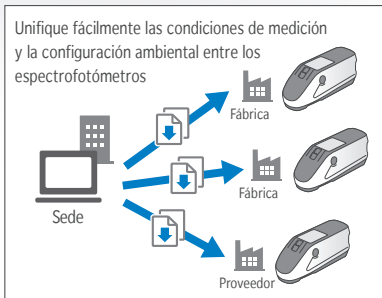 Unifique fácilmente las condiciones de medición
y la configuración ambiental entre los
espectrofotómetros
Fábrica
Fábrica
Sede
Proveedor